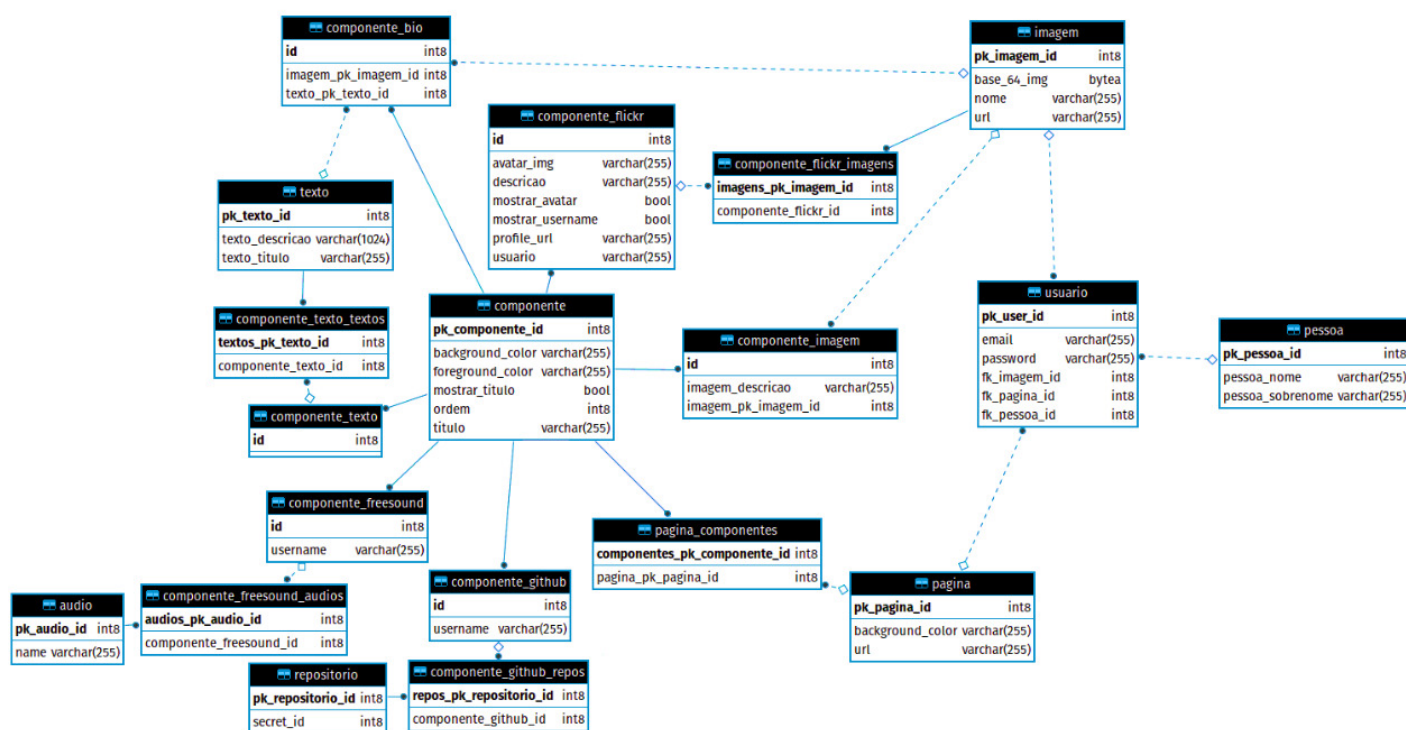 componente_bio
id int8
imagem_pk_imagem_id int8
texto_pk_texto_id int8
imagem
pk_imagem_id int8
base_64_img bytea
nome varchar(255)
url varchar(255)
componente_flickr
id int8
avatar_img varchar(255)
descricao varchar(255)
mostrar_avatar bool
mostrar_username bool
profile_url varchar(255)
usuario varchar(255)
componente_flickr_imagens
imagens_pk_imagem_id int8
componente_flickr_id int8
texto
pk_texto_id int8
texto_descricao varchar(1024)
texto_titulo varchar(255)
componente_texto_textos
textos_pk_texto_id int8
componente_texto_id int8
componente_texto
id int8
componente
pk_componente_id int8
background_color varchar(255)
foreground_color varchar(255)
mostrar_titulo bool
ordem int8
titulo varchar(255)
componente_imagem
id int8
imagem_descricao varchar(255)
imagem_pk_imagem_id int8
usuario
pk_user_id int8
email varchar(255)
password varchar(255)
fk_imagem_id int8
fk_pagina_id int8
fk_pessoa_id int8
pessoa
pk_pessoa_id int8
pessoa_nome varchar(255)
pessoa_sobrenome varchar(255)
componente_freesound
id int8
username varchar(255)
pagina_componentes
componentes_pk_componente_id int8
pagina_pk_pagina_id int8
componente_github
id int8
username varchar(255)
pagina
pk_pagina_id int8
background_color varchar(255)
url varchar(255)
audio
pk_audio_id int8
name varchar(255)
componente_freesound_audios
audios_pk_audio_id int8
componente_freesound_id int8
repositorio
pk_repositorio_id int8
secret_id int8
componente_github_repos
repos_pk_repositorio_id int8
componente_github_id int8